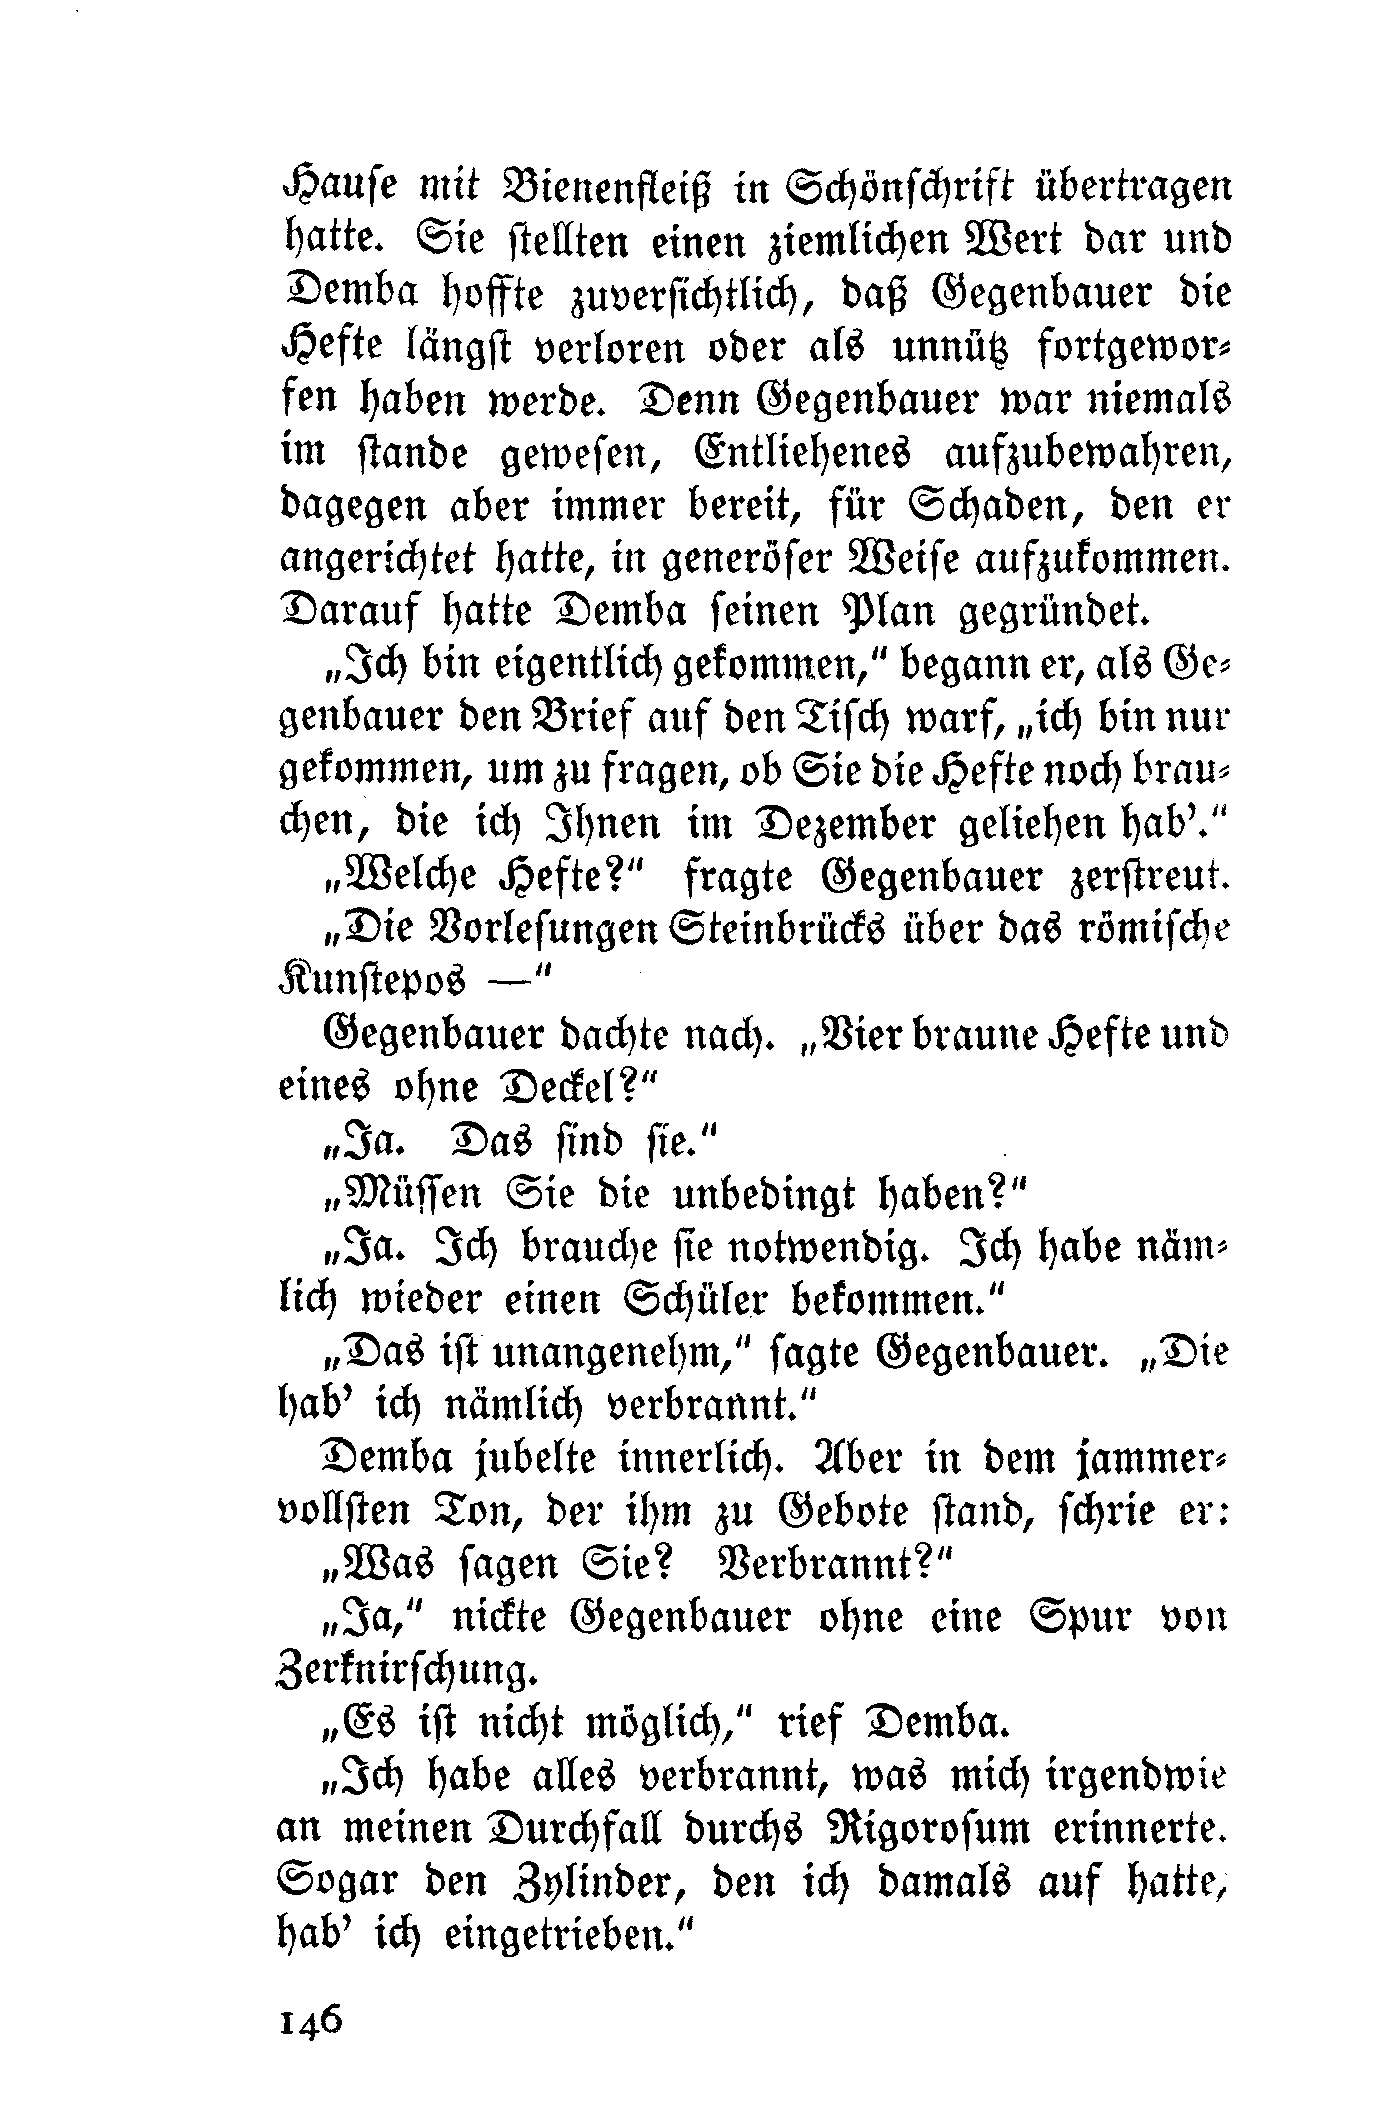 Hause mit Bienenfleiß in Schönschrift übertragen
hatte. Sie stellten einen ziemlichen Wert dar und
Demba hoffte zuversichtlich, daß Gegenbauer die
Hefte längst verloren oder als unnütz fortgewor-
fen haben werde. Denn Gegenbauer war niemals
im stande gewesen, Entliehenes aufzubewahren,
dagegen aber immer bereit, für Schaden, den er
angerichtet hatte, in generöser Weise aufzukommen.
Darauf hatte Demba seinen Plan gegründet.
„Ich bin eigentlich gekommen,“ begann er, als Ge-
genbauer den Brief auf den Tisch warf, „ich bin nur
gekommen, um zu fragen, ob Sie die Hefte noch brau-
chen, die ich Ihnen im Dezember geliehen hab’.“
„Welche Hefte?“ fragte Gegenbauer zerstreut.
„Die Vorlesungen Steinbrücks über das römische
Kunstepos —“
Gegenbauer dachte nach. „Vier braune Hefte und
eines ohne Deckel?“
„Ja. Das sind sie.“
„Müssen Sie die unbedingt haben?“
„Ja. Ich brauche sie notwendig. Ich habe näm-
lich wieder einen Schüler bekommen.“
„Das ist unangenehm,“ sagte Gegenbauer. „Die
hab’ ich nämlich verbrannt.“
Demba jubelte innerlich. Aber in dem jammer-
vollsten Ton, der ihm zu Gebote stand, schrie er:
„Was sagen Sie? Verbrannt?“
„Ja,“ nickte Gegenbauer ohne eine Spur von
Zerknirschung.
„Es ist nicht möglich,“ rief Demba.
„Ich habe alles verbrannt, was mich irgendwie
an meinen Durchfall durchs Rigorosum erinnerte.
Sogar den Zylinder, den ich damals auf hatte,
hab’ ich eingetrieben.“
146